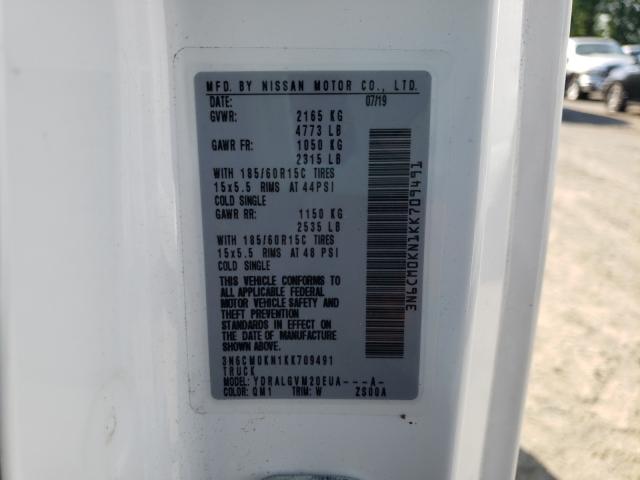 MFD. BY NISSAN MOTOR CO., LTD.
DATE: 07/19
GVWR: 2165 KG
4773 LB
GAWR FR: 1050 KG
2315 LB
WITH 185/60R15C TIRES
15x5.5 RIMS AT 44PSI
COLD SINGLE
GAWR RR: 1150 KG
2535 LB
WITH 185/60R15C TIRES
15x5.5 RIMS AT 48 PSI
COLD SINGLE
THIS VEHICLE CONFORMS TO
ALL APPLICABLE FEDERAL
MOTOR VEHICLE SAFETY AND
THEFT PREVENTION
STANDARDS IN EFFECT ON
THE DATE OF MANUFACTURE
SHOWN ABOVE.
3N6CM0KN1KK709491
TRUCK
MODEL: YDRALGVM20EUA---A-
COLOR: QM1 TRIM: W ZS00A
3N6CM0KN1KK709491